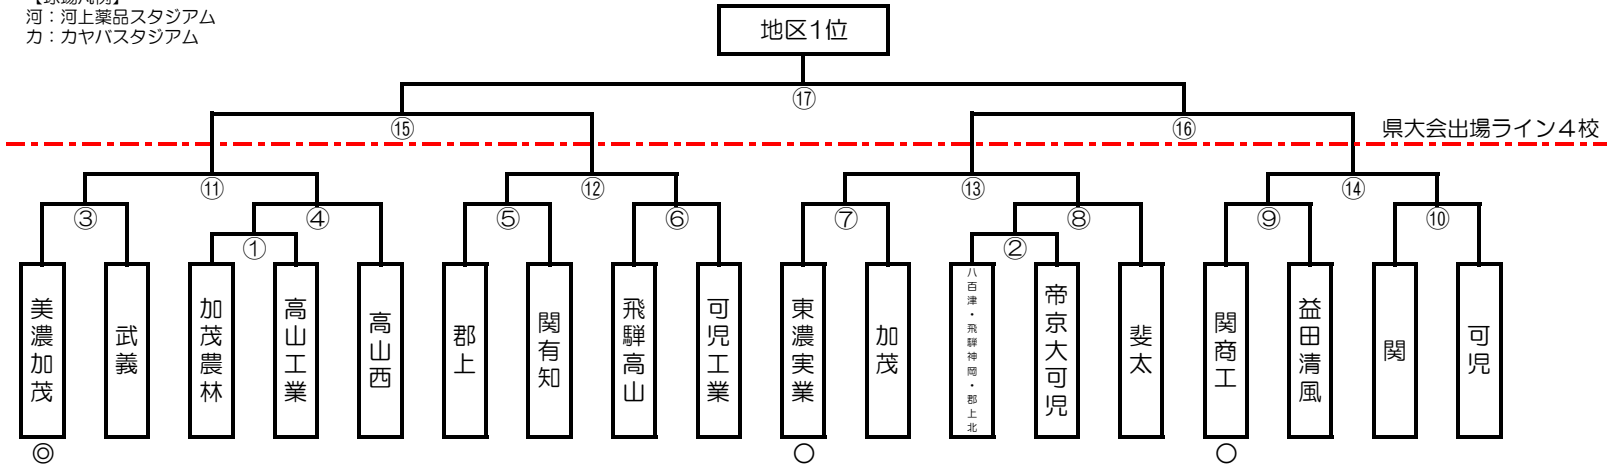 河：河上薬品スタジアム
カ：カヤバスタジアム
地区1位
⑰
⑮
⑯
県大会出場ライン４校
⑪
⑫
⑬
⑭
③
④
⑤
⑥
⑦
⑧
⑨
⑩
①
②
美濃加茂
武義
加茂農林
高山工業
高山西
郡上
関有知
飛騨高山
可児工業
東濃実業
加茂
八百津・飛騨神岡・郡上北
帝京大可児
斐太
関商工
益田清風
関
可児
◎
○
○